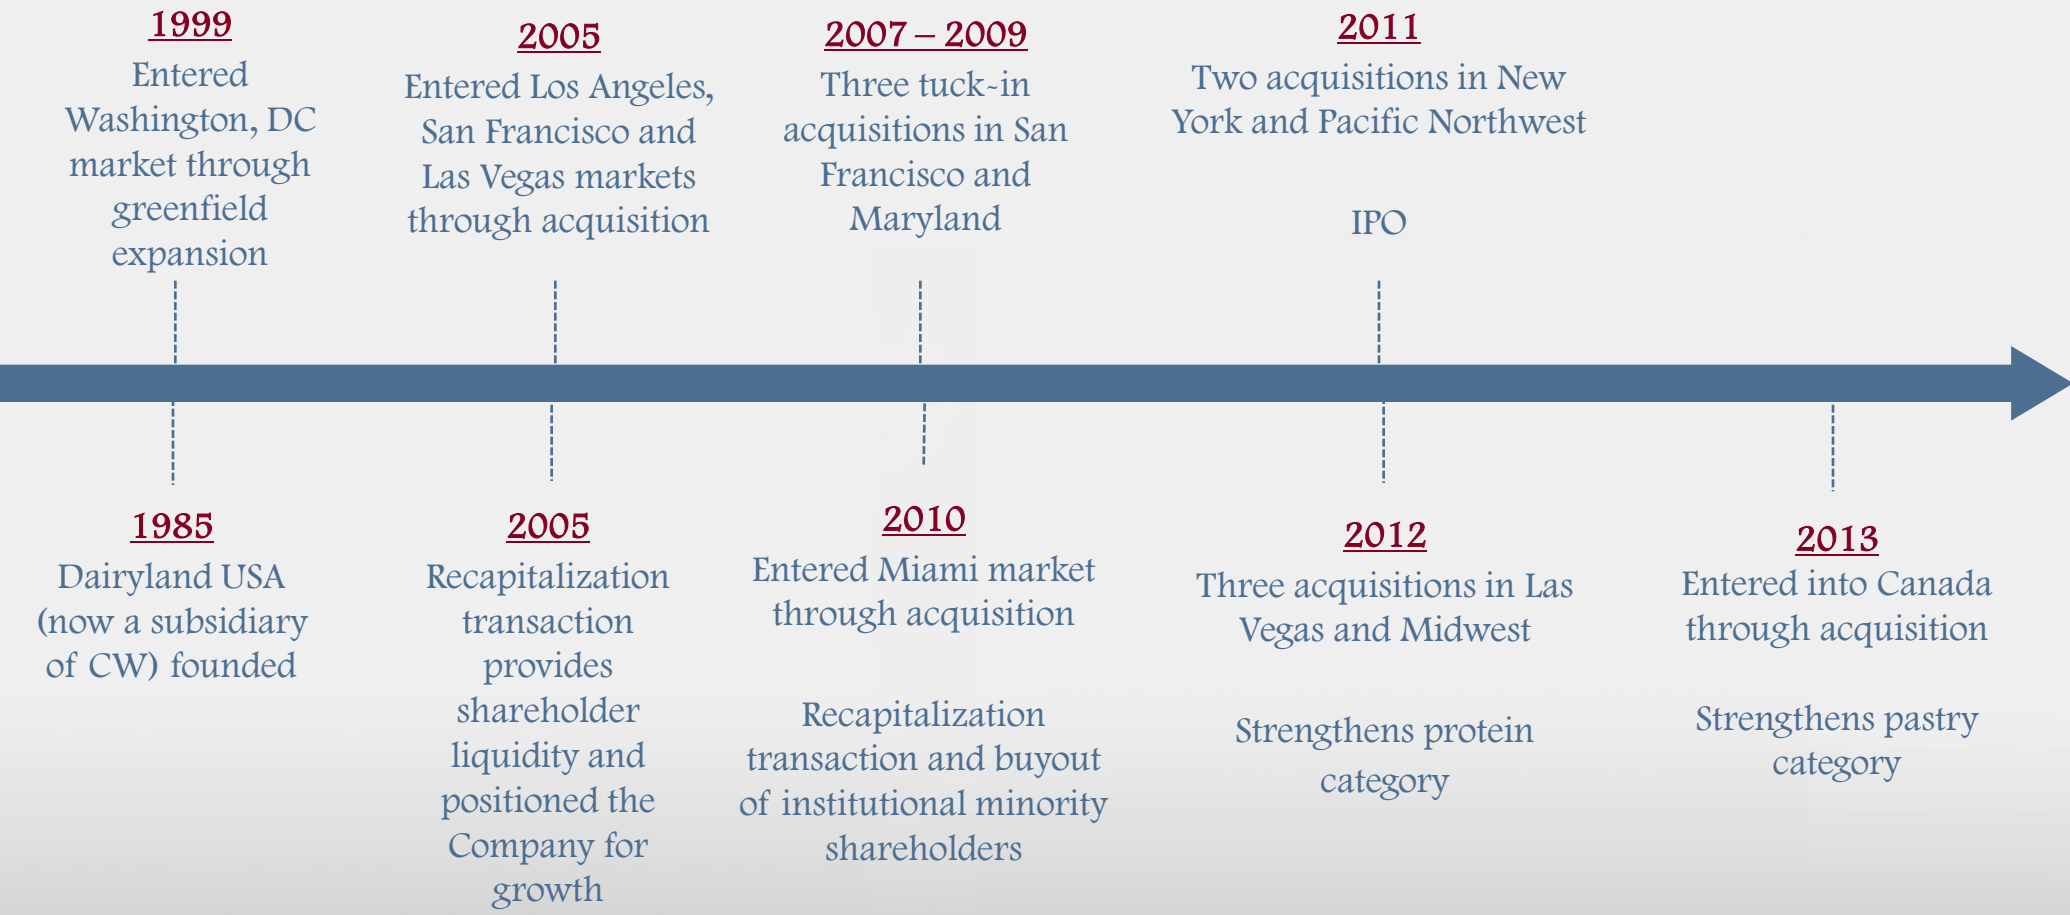 1999
Entered
Washington, DC
market through
greenfield
expansion
2005
Entered Los Angeles,
San Francisco and
Las Vegas markets
through acquisition
2007 – 2009
Three tuck-in
acquisitions in San
Francisco and
Maryland
2011
Two acquisitions in New
York and Pacific Northwest
IPO
1985
Dairyland USA
(now a subsidiary
of CW) founded
2005
Recapitalization
transaction
provides
shareholder
liquidity and
positioned the
Company for
growth
2010
Entered Miami market
through acquisition
Recapitalization
transaction and buyout
of institutional minority
shareholders
2012
Three acquisitions in Las
Vegas and Midwest
Strengthens protein
category
2013
Entered into Canada
through acquisition
Strengthens pastry
category